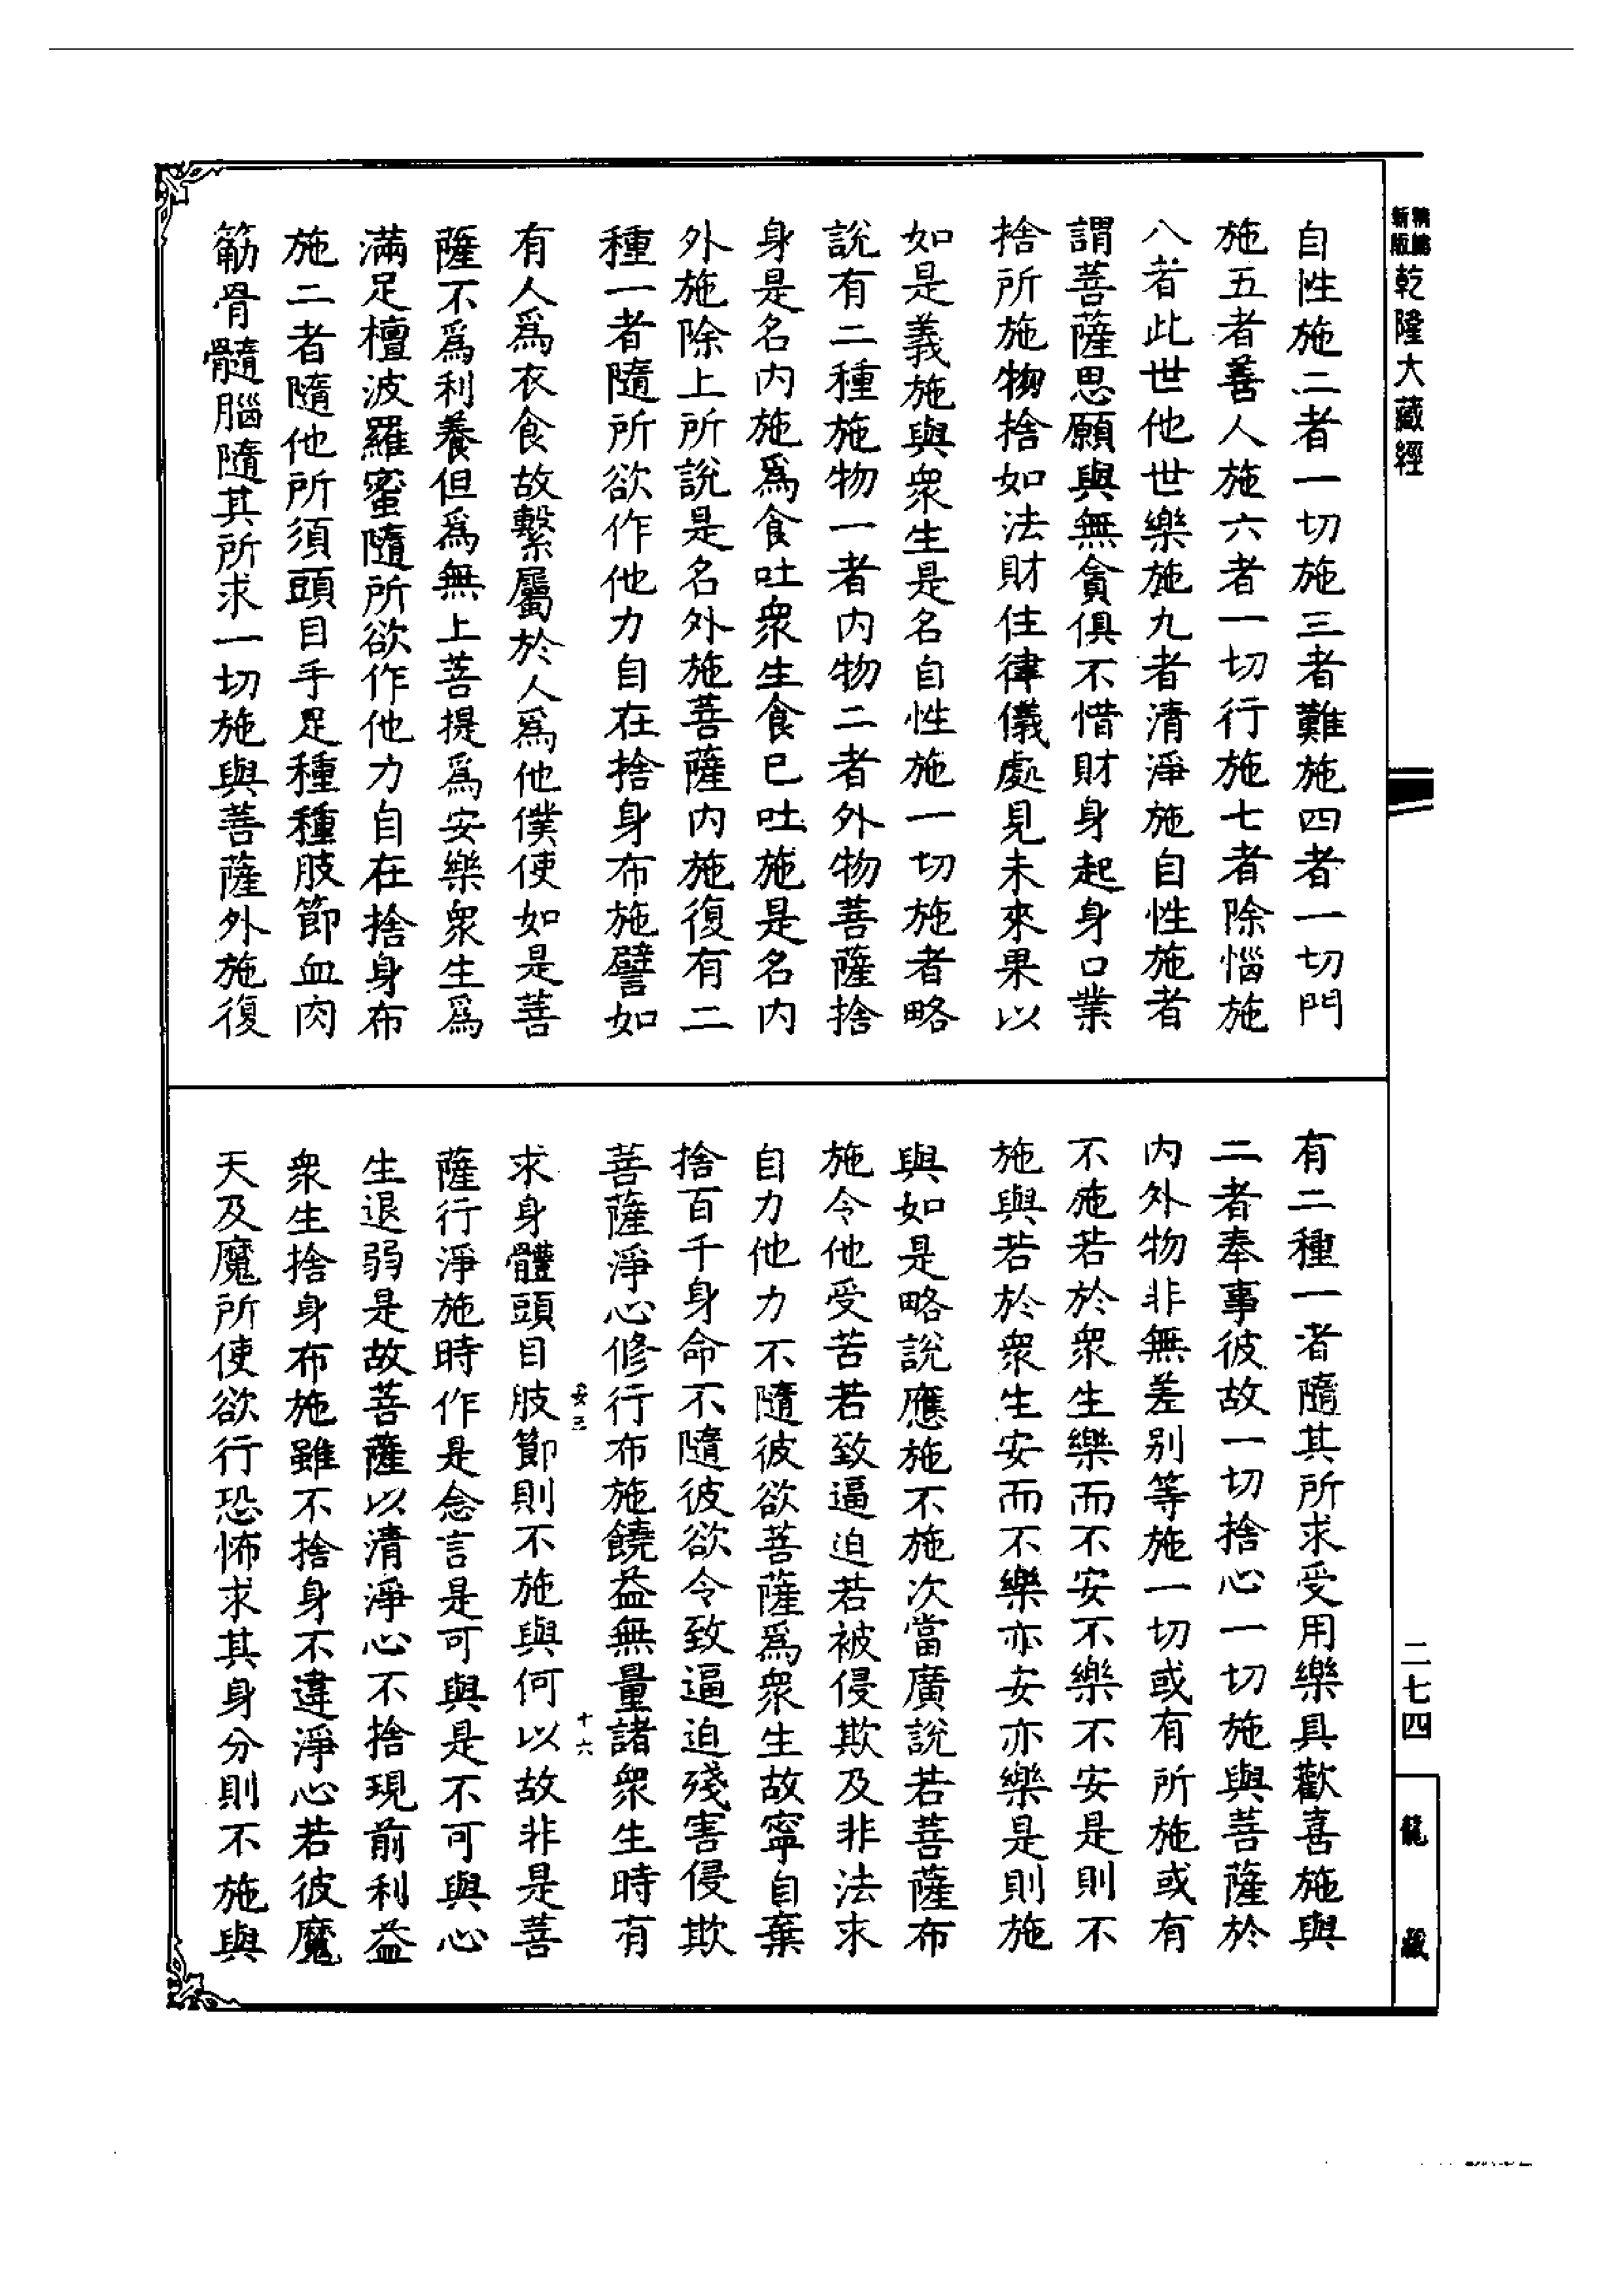 精編新版乾隆大藏經
自性施二者一切施三者難施四者一切門
施五者善人施六者一切行施七者除惱施
八者此世他世樂施九者清淨施自性施者
謂菩薩思願與無貪俱不惜財身起身口業
捨所施物捨如法財住律儀處見未來果以
如是義施與衆生是名自性施一切施者略
說有二種施物一者內物二者外物菩薩捨
身是名內施爲食吐衆生食已吐施是名內
外施除上所說是名外施菩薩內施復有二
種一者隨所欲作他力自在捨身布施譬如
有人爲衣食故繫屬於人爲他僕使如是菩
薩不爲利養但爲無上菩提爲安樂衆生爲
滿足檀波羅蜜隨所欲作他力自在捨身布
施二者隨他所須頭目手足種種肢節血肉
筋骨髓腦隨其所求一切施與菩薩外施復
有二種一者隨其所求受用樂具歡喜施與
二者奉事彼故一切捨心一切施與菩薩於
內外物非無差別等施一切或有所施或有
不施若於衆生樂而不安不樂不安是則不
施與若於衆生安而不樂亦安亦樂是則施
與如是略說應施不施次當廣說若菩薩布
施令他受苦若致逼迫若被侵欺及非法求
自力他力不隨彼欲菩薩爲衆生故寧自棄
捨百千身命不隨彼欲令致逼迫殘害侵欺
菩薩淨心修行布施饒益無量諸衆生時有
安三 十六
求身體頭目肢節則不施與何以故非是菩
薩行淨施時作是念言是可與是不可與心
生退弱是故菩薩以清淨心不捨現前利益
衆生捨身布施雖不捨身不違淨心若彼魔
天及魔所使欲行恐怖求其身分則不施與
二七四
龍藏